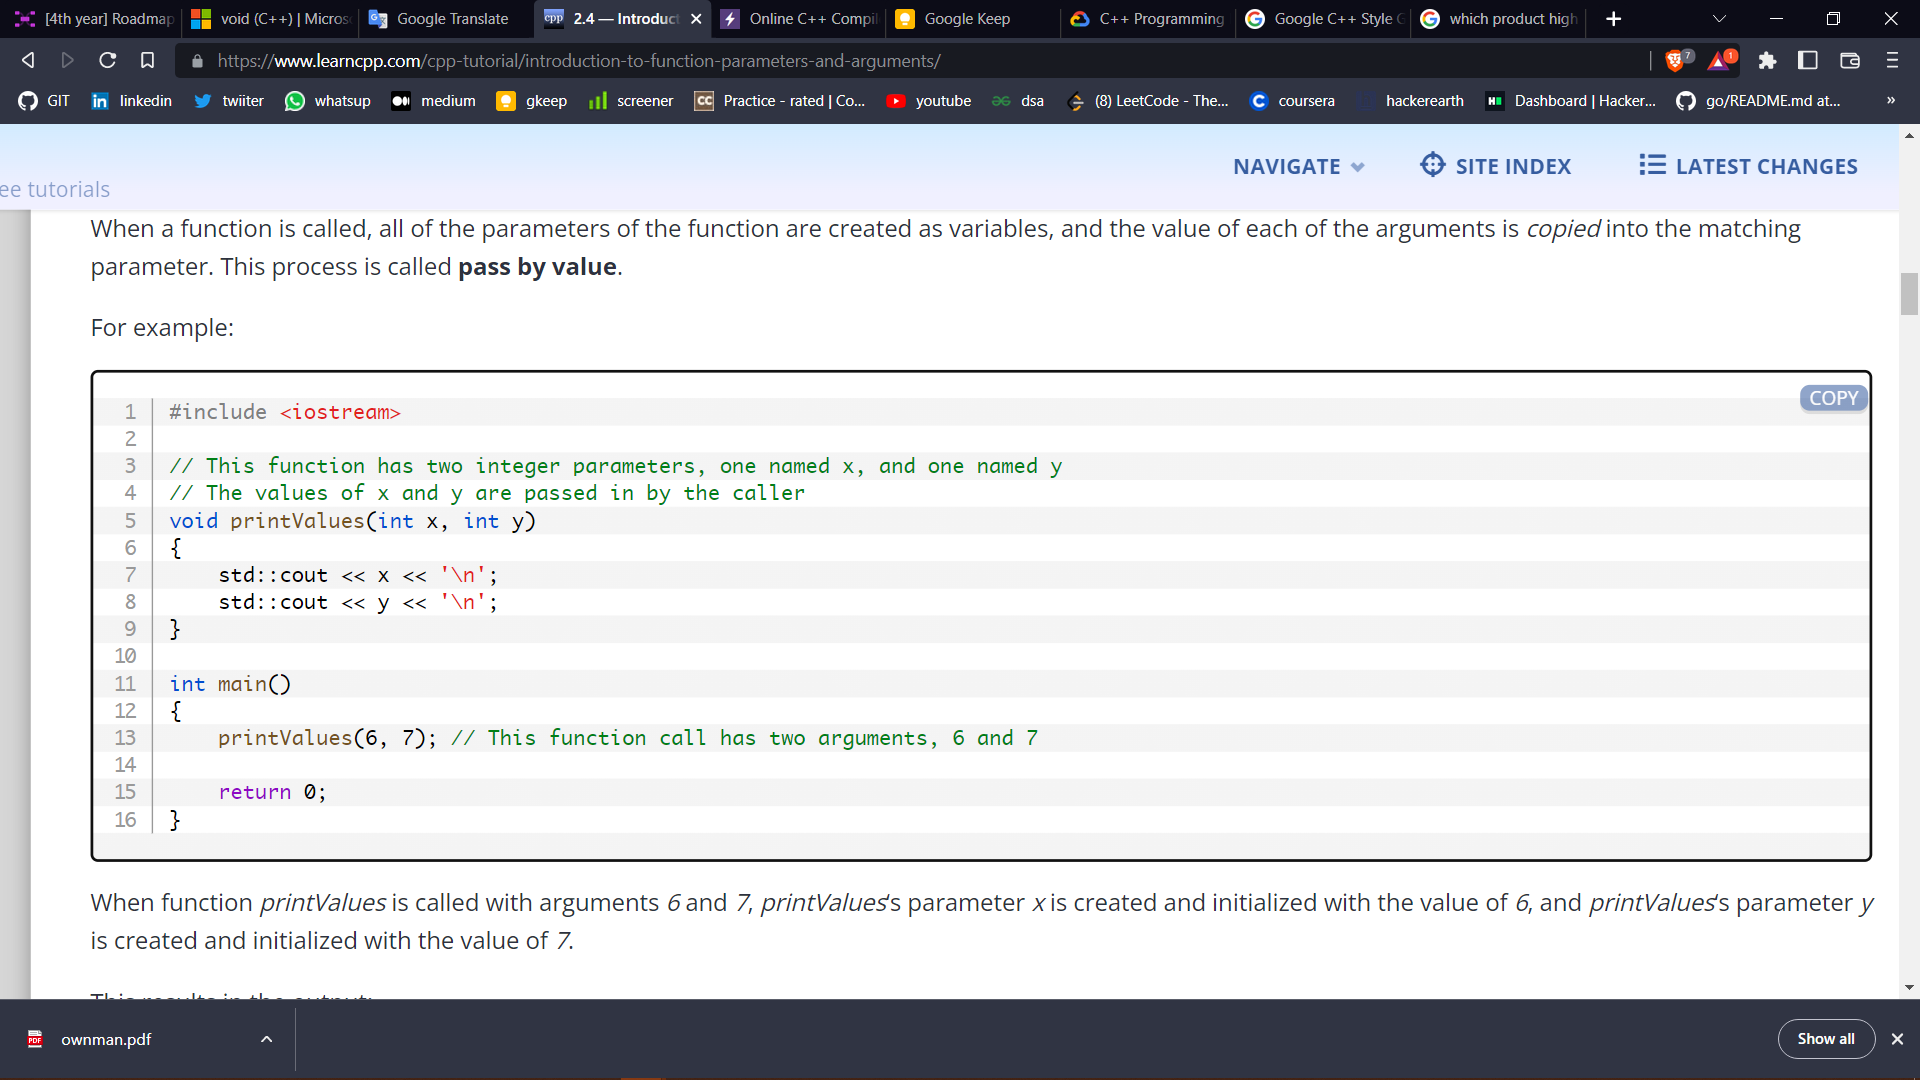 [4th year] Roadmap
void (C++) | Micros
Google Translate
2.4 — Introduct
Online C++ Compil
Google Keep
C++ Programming
Google C++ Style G
which product high
https://www.learncpp.com/cpp-tutorial/introduction-to-function-parameters-and-arguments/
7
1
GIT
linkedin
twiiter
whatsup
medium
gkeep
screener
Practice - rated | Co...
youtube
dsa
(8) LeetCode - The...
coursera
hackerearth
Dashboard | Hacker...
go/README.md at...
»
NAVIGATE
SITE INDEX
LATEST CHANGES
ee tutorials
When a function is called, all of the parameters of the function are created as variables, and the value of each of the arguments is copied into the matching
parameter. This process is called pass by value.
For example:
COPY
1 #include <iostream>
2
3 // This function has two integer parameters, one named x, and one named y
4 // The values of x and y are passed in by the caller
5 void printValues(int x, int y)
6 {
7     std::cout << x << '\n';
8     std::cout << y << '\n';
9 }
10
11 int main()
12 {
13     printValues(6, 7); // This function call has two arguments, 6 and 7
14
15     return 0;
16 }
When function printValues is called with arguments 6 and 7, printValues's parameter x is created and initialized with the value of 6, and printValues's parameter y
is created and initialized with the value of 7.
This results in the output:
ownman.pdf
Show all